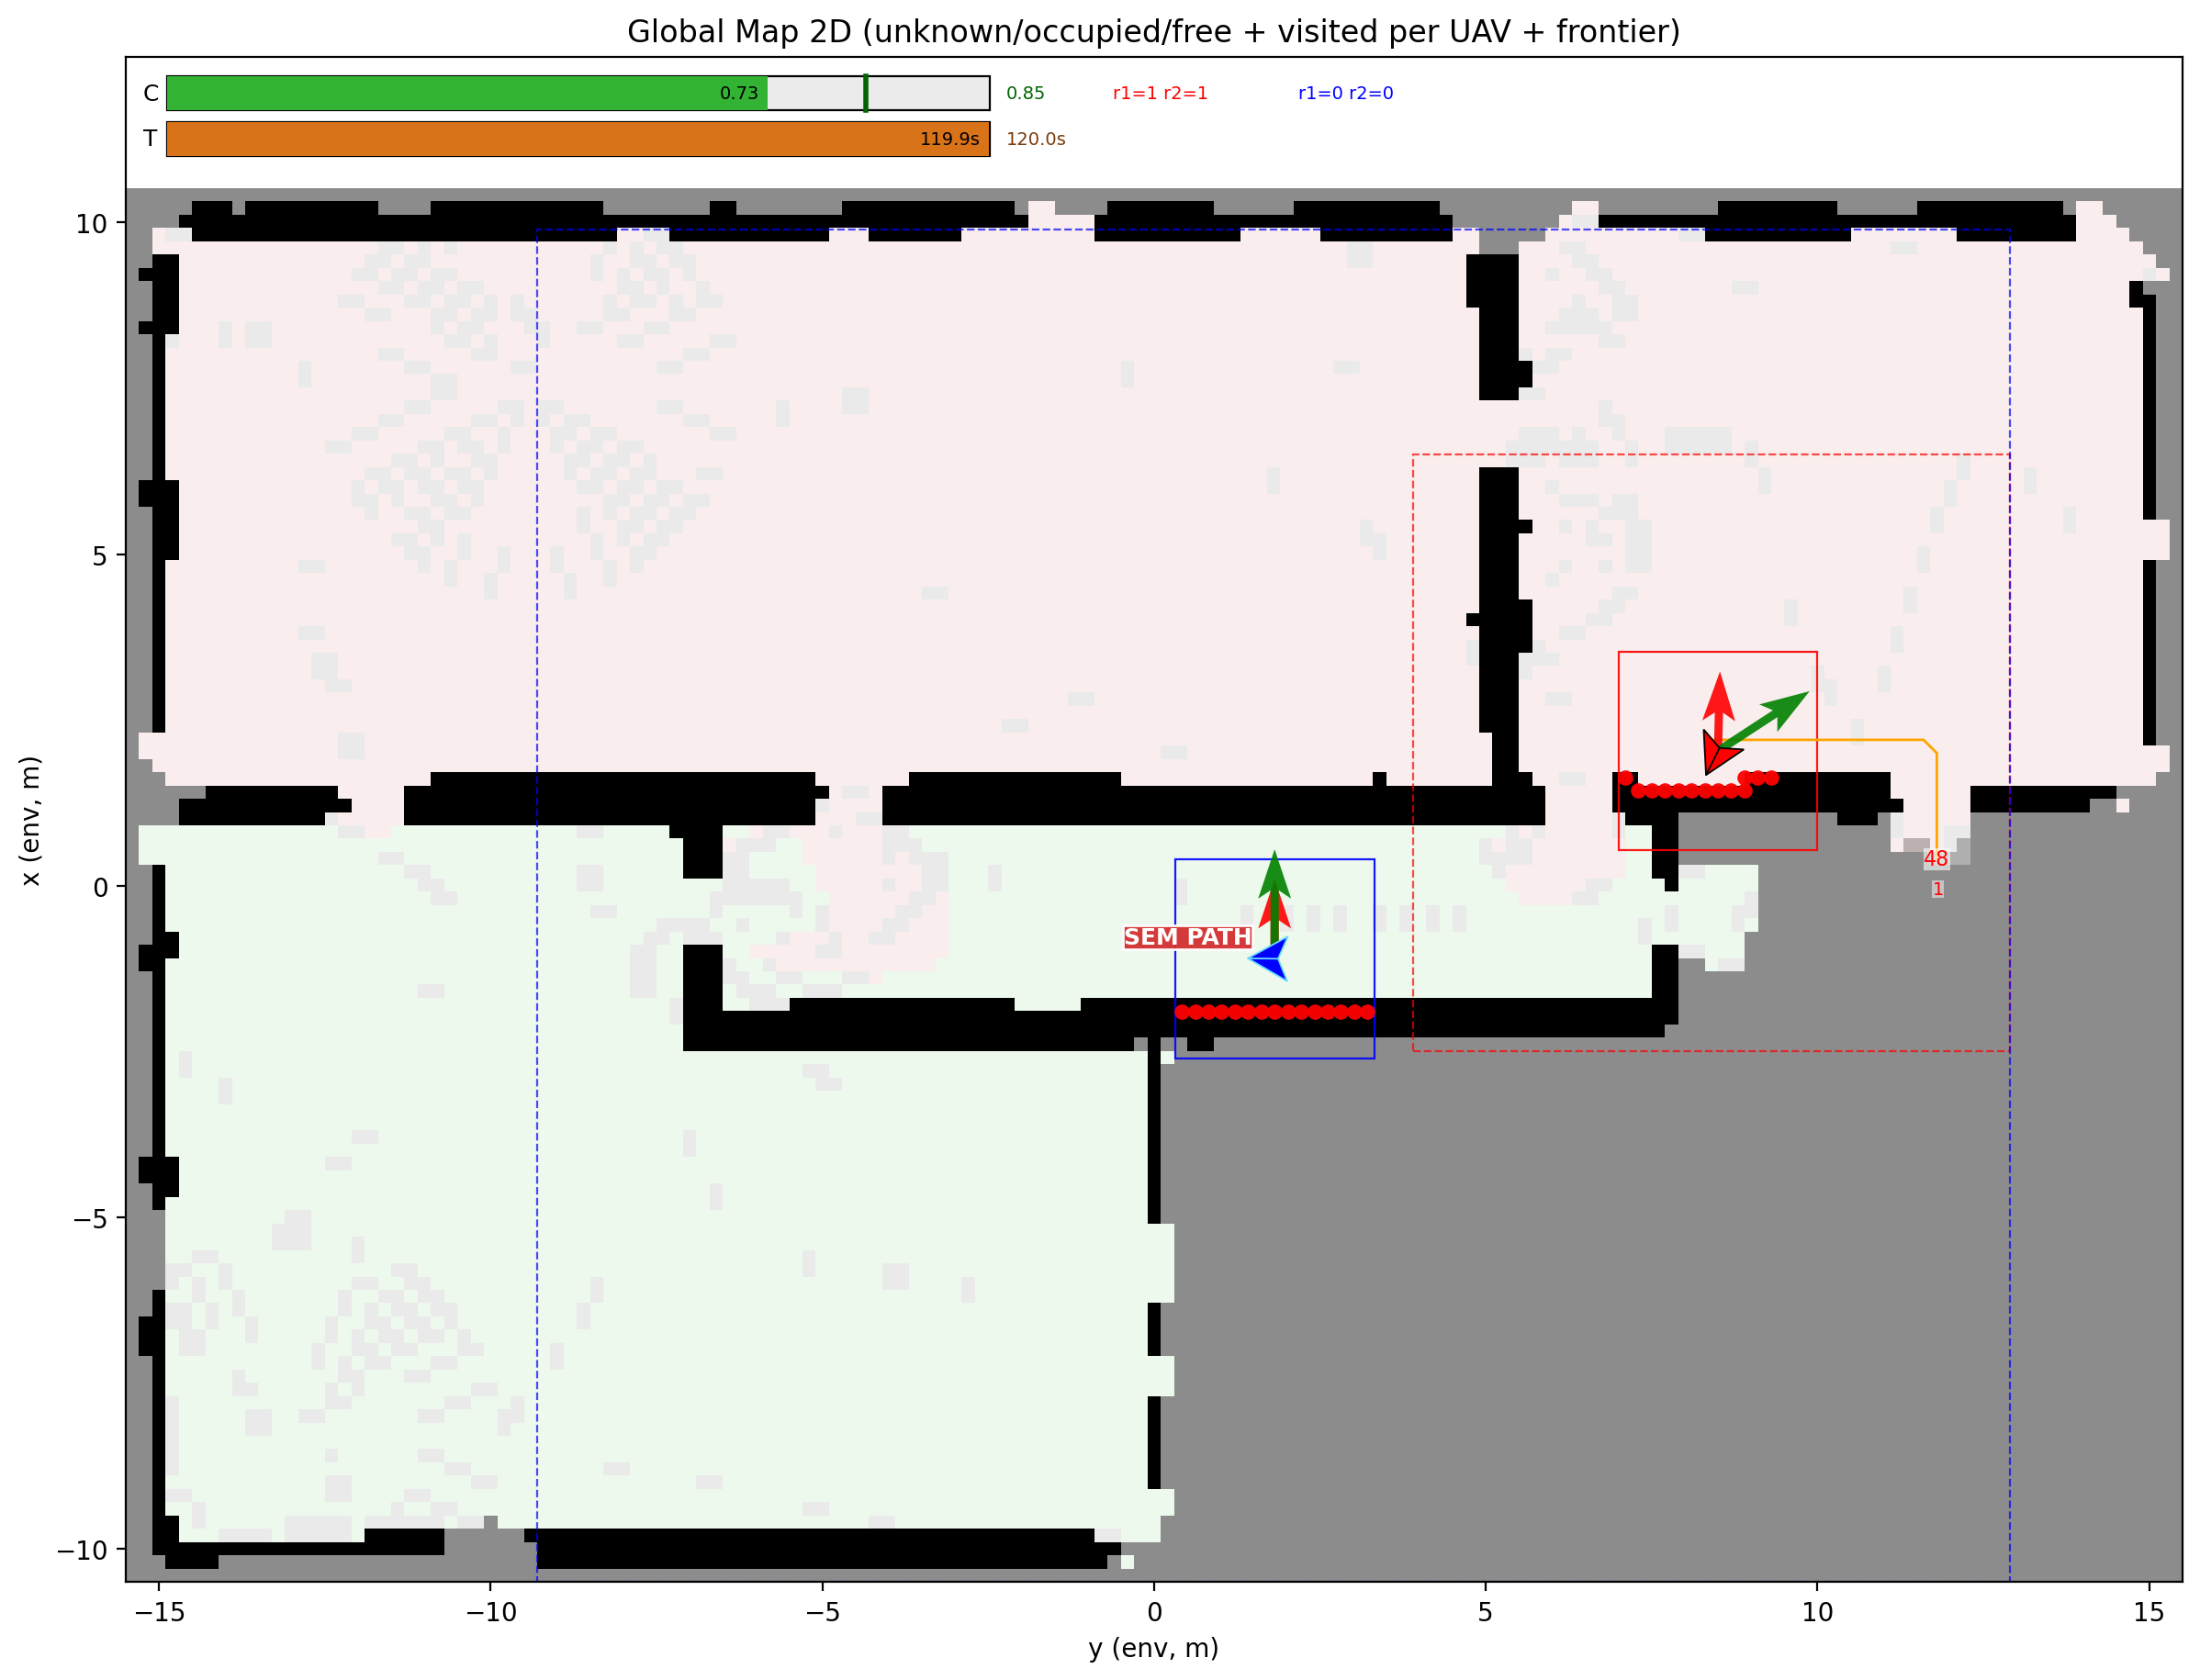 Global Map 2D (unknown/occupied/free + visited per UAV + frontier)
C 0.73 0.85 r1=1 r2=1 r1=0 r2=0
T 119.9s 120.0s
10
5
0
−5
−10
x (env, m)
48
1
SEM PATH
−15 −10 −5 0 5 10 15
y (env, m)